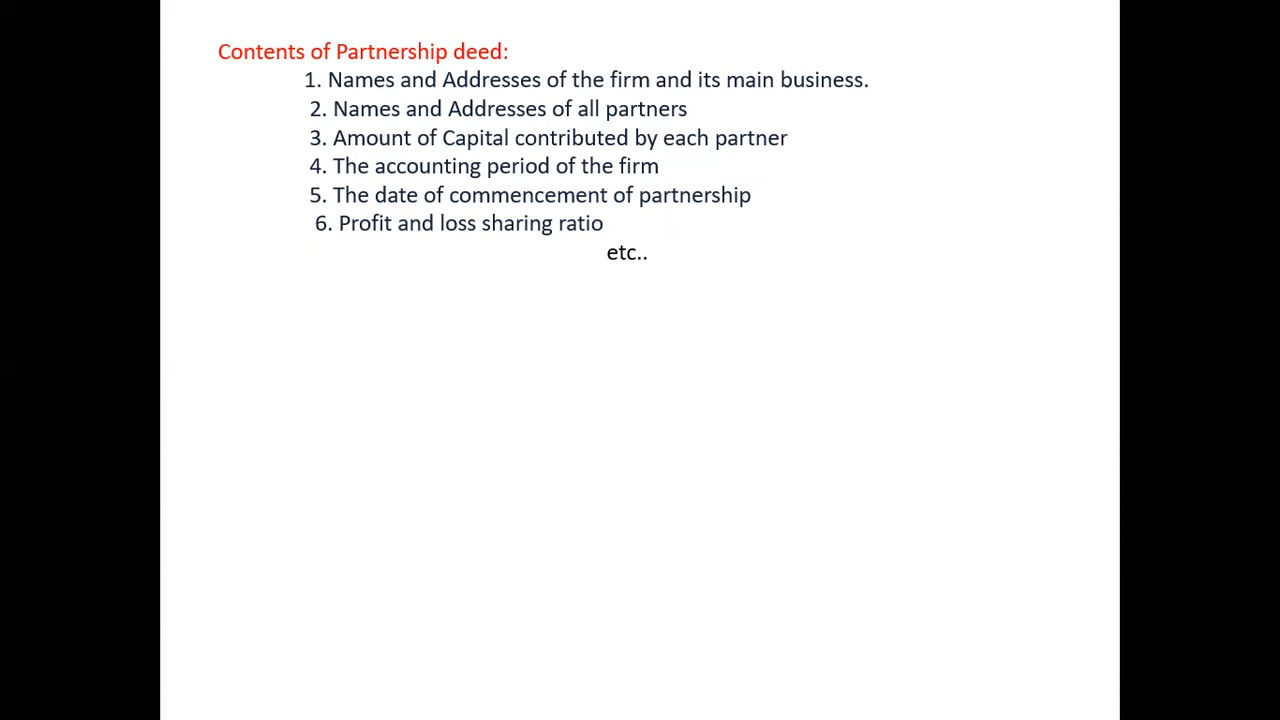 Contents of Partnership deed:
1. Names and Addresses of the firm and its main business.
2. Names and Addresses of all partners
3. Amount of Capital contributed by each partner
4. The accounting period of the firm
5. The date of commencement of partnership
6. Profit and loss sharing ratio
etc..